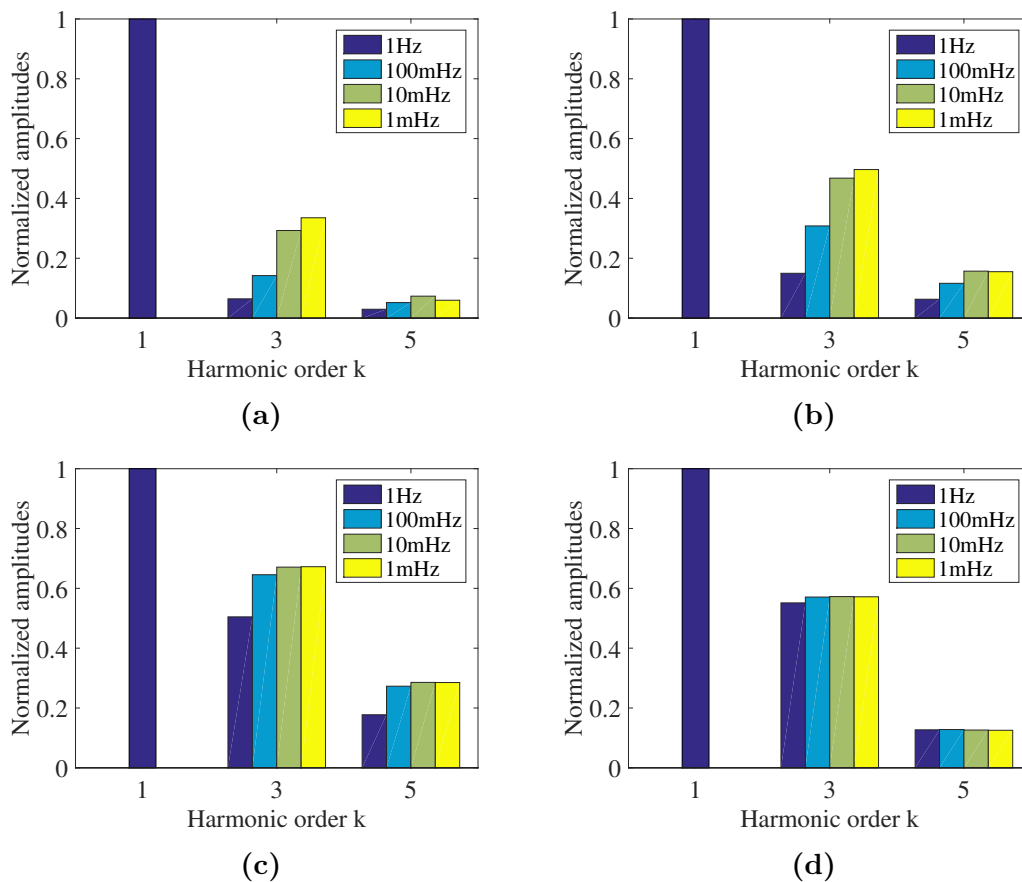 Normalized amplitudes
1
0.8
0.6
0.4
0.2
0
1Hz
100mHz
10mHz
1mHz
1 3 5
Harmonic order k
(a)
Normalized amplitudes
1
0.8
0.6
0.4
0.2
0
1Hz
100mHz
10mHz
1mHz
1 3 5
Harmonic order k
(b)
Normalized amplitudes
1
0.8
0.6
0.4
0.2
0
1Hz
100mHz
10mHz
1mHz
1 3 5
Harmonic order k
(c)
Normalized amplitudes
1
0.8
0.6
0.4
0.2
0
1Hz
100mHz
10mHz
1mHz
1 3 5
Harmonic order k
(d)